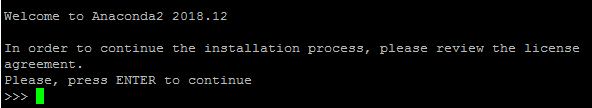 Welcome to Anaconda2 2018.12
In order to continue the installation process, please review the license
agreement.
Please, press ENTER to continue
>>>